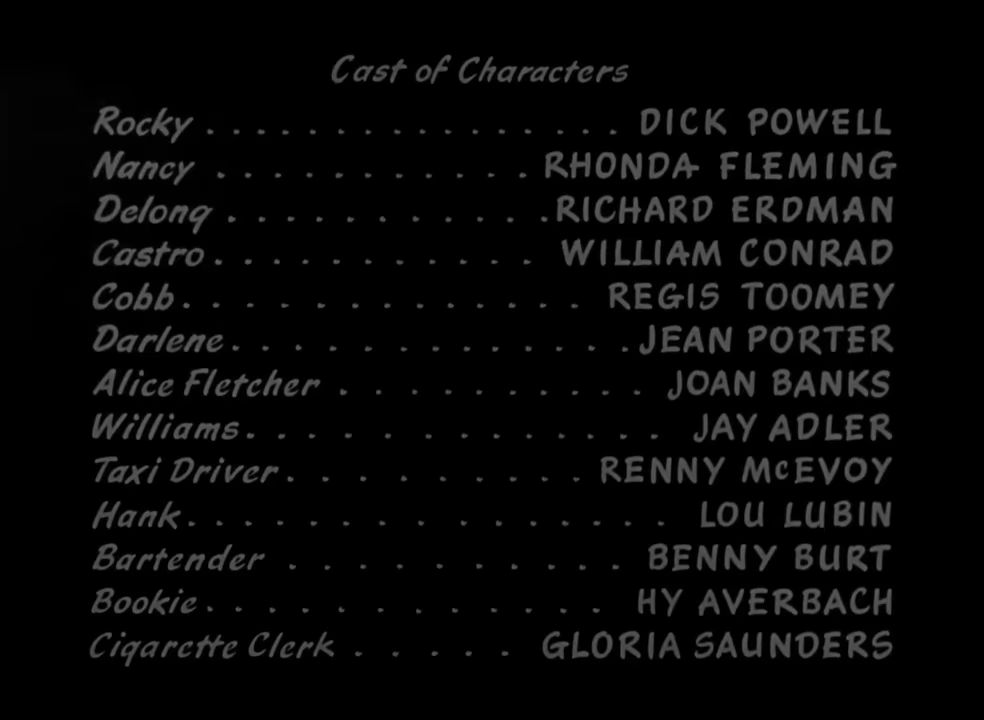 Cast of Characters
Rocky . . . . . . . . . . . . . . . . . DICK POWELL
Nancy . . . . . . . . . . . RHONDA FLEMING
Delong . . . . . . . . . . . .RICHARD ERDMAN
Castro. . . . . . . . . . . . WILLIAM CONRAD
Cobb. . . . . . . . . . . . . REGIS TOOMEY
Darlene. . . . . . . . . . . . .JEAN PORTER
Alice Fletcher . . . . . . . . . . . JOAN BANKS
Williams. . . . . . . . . . . . . . JAY ADLER
Taxi Driver. . . . . . . . . . RENNY McEVOY
Hank. . . . . . . . . . . . . . . . . LOU LUBIN
Bartender . . . . . . . . . . BENNY BURT
Bookie. . . . . . . . . . . . . HY AVERBACH
Cigarette Clerk . . . . . GLORIA SAUNDERS